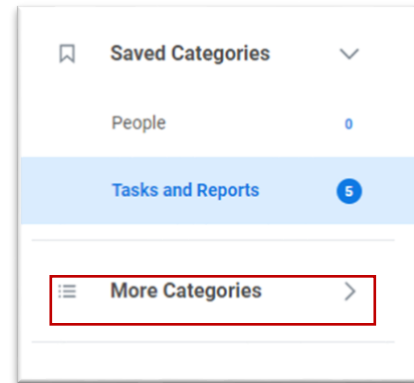 Saved Categories
People 0
Tasks and Reports 5
More Categories